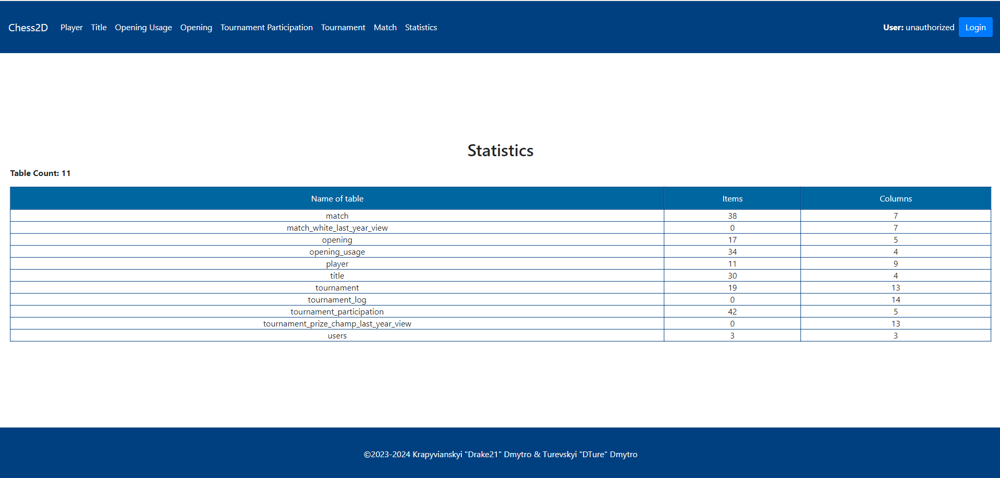 Chess2D Player Title Opening Usage Opening Tournament Participation Tournament Match Statistics User: unauthorized Login
Statistics
Table Count: 11
Name of table Items Columns
match 38 7
match_white_last_year_view 0 7
opening 17 5
opening_usage 34 4
player 11 9
title 30 4
tournament 19 13
tournament_log 0 14
tournament_participation 42 5
tournament_prize_champ_last_year_view 0 13
users 3 3
©2023-2024 Krapyvianskyi "Drake21" Dmytro & Turevskyi "DTure" Dmytro